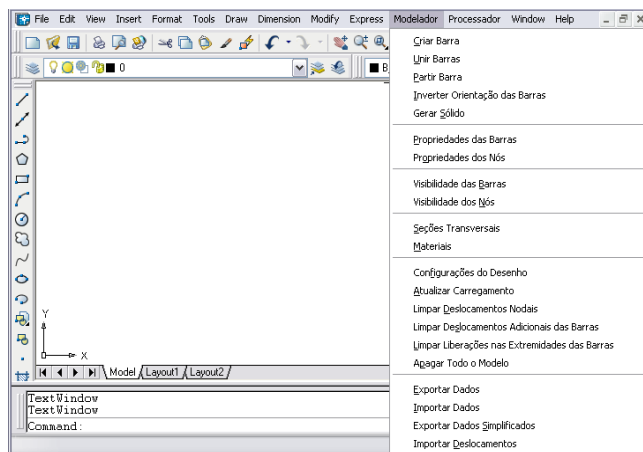 File Edit View Insert Format Tools Draw Dimension Modify Express Modelador Processador Window Help
0
B
Criar Barra
Unir Barras
Partir Barra
Inverter Orientação das Barras
Gerar Sólido
Propriedades das Barras
Propriedades dos Nós
Visibilidade das Barras
Visibilidade dos Nós
Seções Transversais
Materiais
Configurações do Desenho
Atualizar Carregamento
Limpar Deslocamentos Nodais
Limpar Deslocamentos Adicionais das Barras
Limpar Liberações nas Extremidades das Barras
Apagar Todo o Modelo
Exportar Dados
Importar Dados
Exportar Dados Simplificados
Importar Deslocamentos
Y
X
Model Layout1 Layout2
TextWindow
TextWindow
Command: